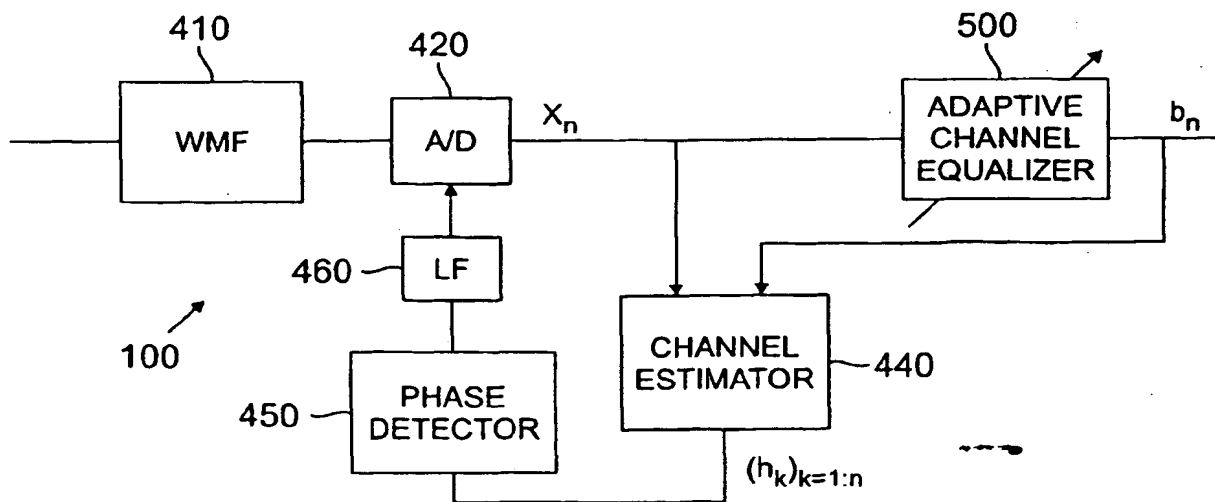 410
420
500
WMF
A/D
Xn
ADAPTIVE
CHANNEL
EQUALIZER
bn
460
LF
100
450
PHASE
DETECTOR
CHANNEL
ESTIMATOR
440
(hk)k=1:n